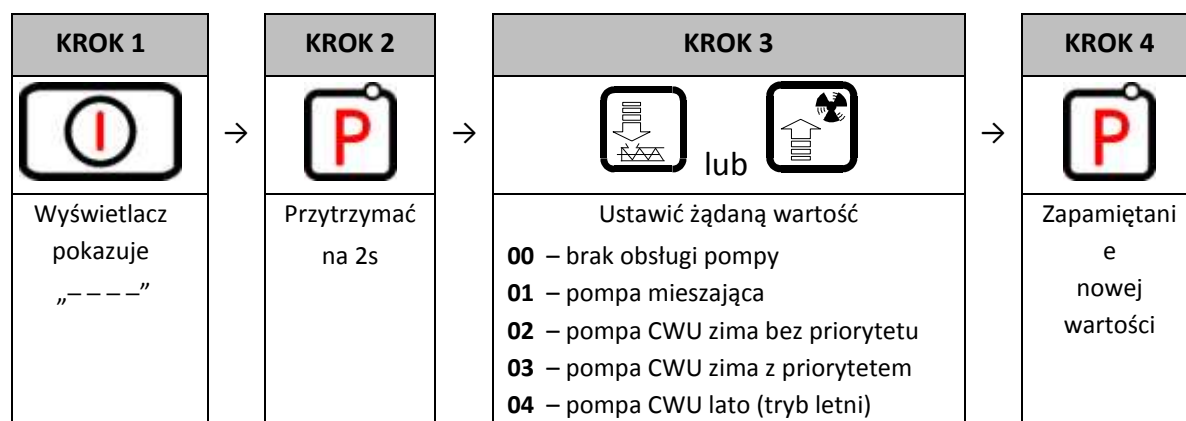 KROK 1
KROK 2
KROK 3
KROK 4
P
lub
P
Wyświetlacz
pokazuje
„– – – –”
Przytrzymać
na 2s
Ustawić żądaną wartość
00 – brak obsługi pompy
01 – pompa mieszająca
02 – pompa CWU zima bez priorytetu
03 – pompa CWU zima z priorytetem
04 – pompa CWU lato (tryb letni)
Zapamiętani
e
nowej
wartości